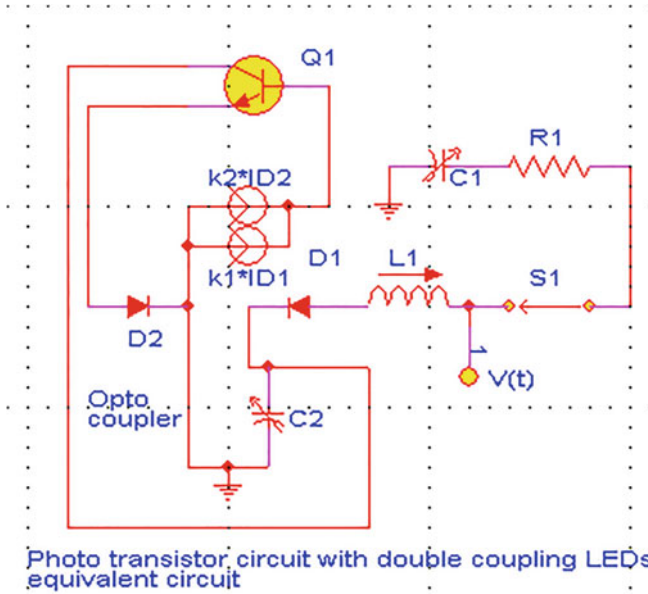 Q1
R1
C1
k2*ID2
k1*ID1
D1
L1
S1
D2
1
V(t)
Opto
coupler
C2
Photo transistor circuit with double coupling LEDs
equivalent circuit